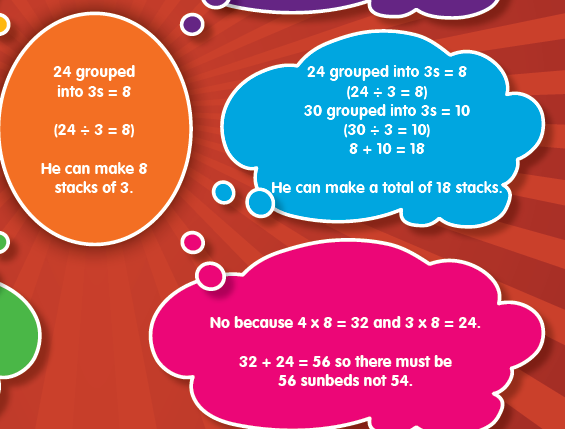 24 grouped
into 3s = 8
(24 ÷ 3 = 8)
He can make 8
stacks of 3.
24 grouped into 3s = 8
(24 ÷ 3 = 8)
30 grouped into 3s = 10
(30 ÷ 3 = 10)
8 + 10 = 18
He can make a total of 18 stacks.
No because 4 x 8 = 32 and 3 x 8 = 24.
32 + 24 = 56 so there must be
56 sunbeds not 54.